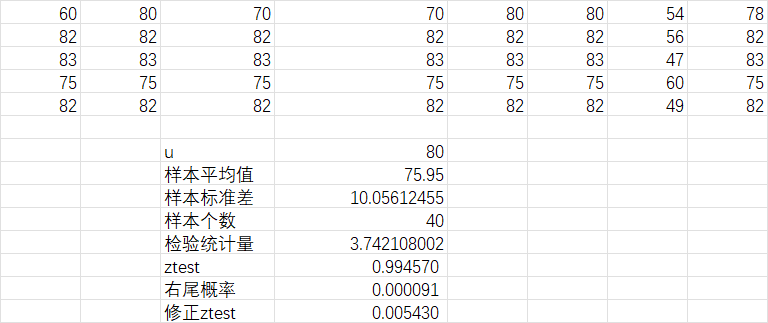 60 80 70 70 80 80 54 78
82 82 82 82 82 82 56 82
83 83 83 83 83 83 47 83
75 75 75 75 75 75 60 75
82 82 82 82 82 82 49 82
u 80
样本平均值 75.95
样本标准差 10.05612455
样本个数 40
检验统计量 3.742108002
ztest 0.994570
右尾概率 0.000091
修正ztest 0.005430